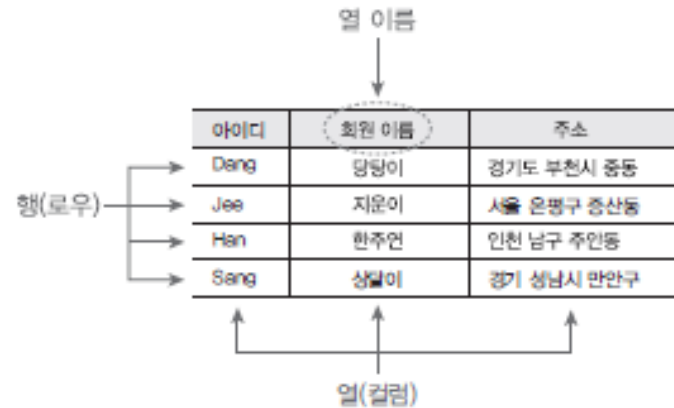 열 이름
아이디 회원 이름 주소
Dang 당탕이 경기도 부천시 중동
행(로우)
Jee 지운이 서울 은평구 증산동
Han 한주연 인천 남구 주안동
Sang 상달이 경기 성남시 만안구
열(컬럼)